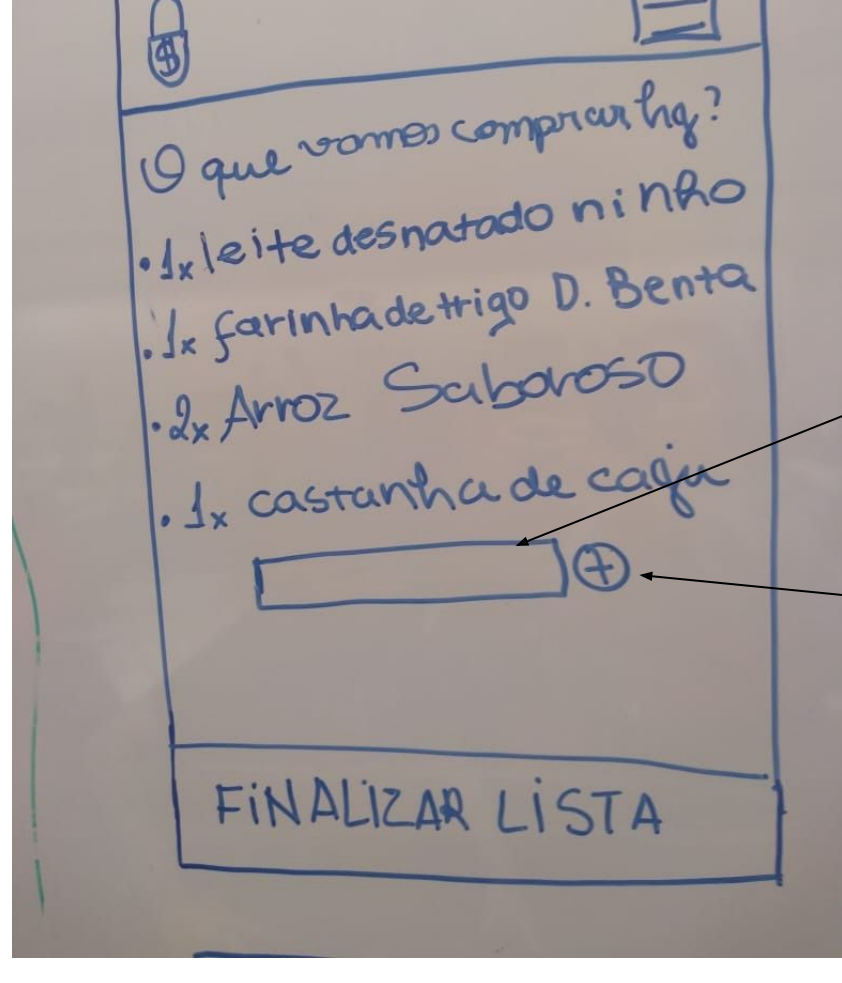 $
O que vamos comprar hj?
. 1x leite desnatado ninho
. 1x farinha de trigo D. Benta
. 2x Arroz Saboroso
. 1x castanha de caju
+
FINALIZAR LISTA